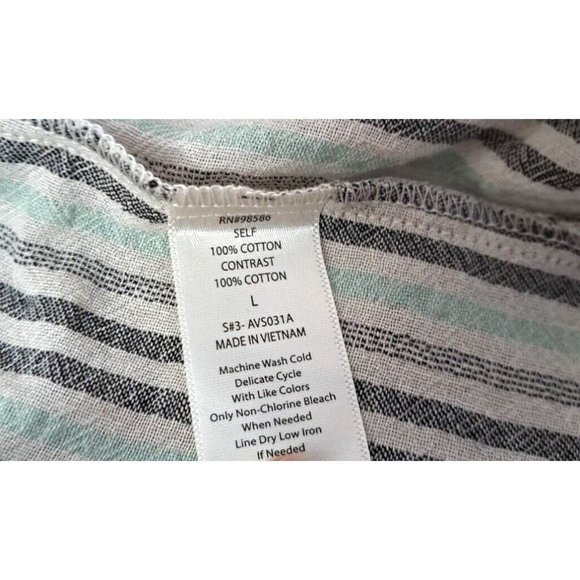 RN#98586
SELF
100% COTTON
CONTRAST
100% COTTON
L
S#3- AVS031A
MADE IN VIETNAM
Machine Wash Cold
Delicate Cycle
With Like Colors
Only Non-Chlorine Bleach
When Needed
Line Dry Low Iron
If Needed